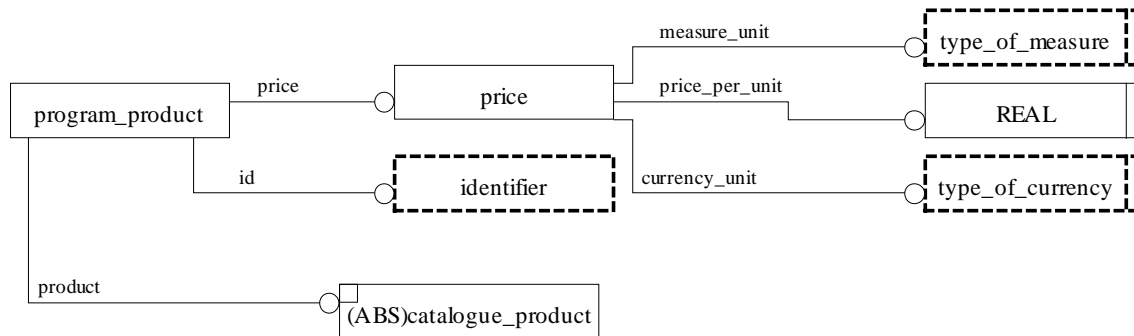 measure_unit
type_of_measure
price
price
price_per_unit
REAL
program_product
id
identifier
currency_unit
type_of_currency
product
(ABS)catalogue_product